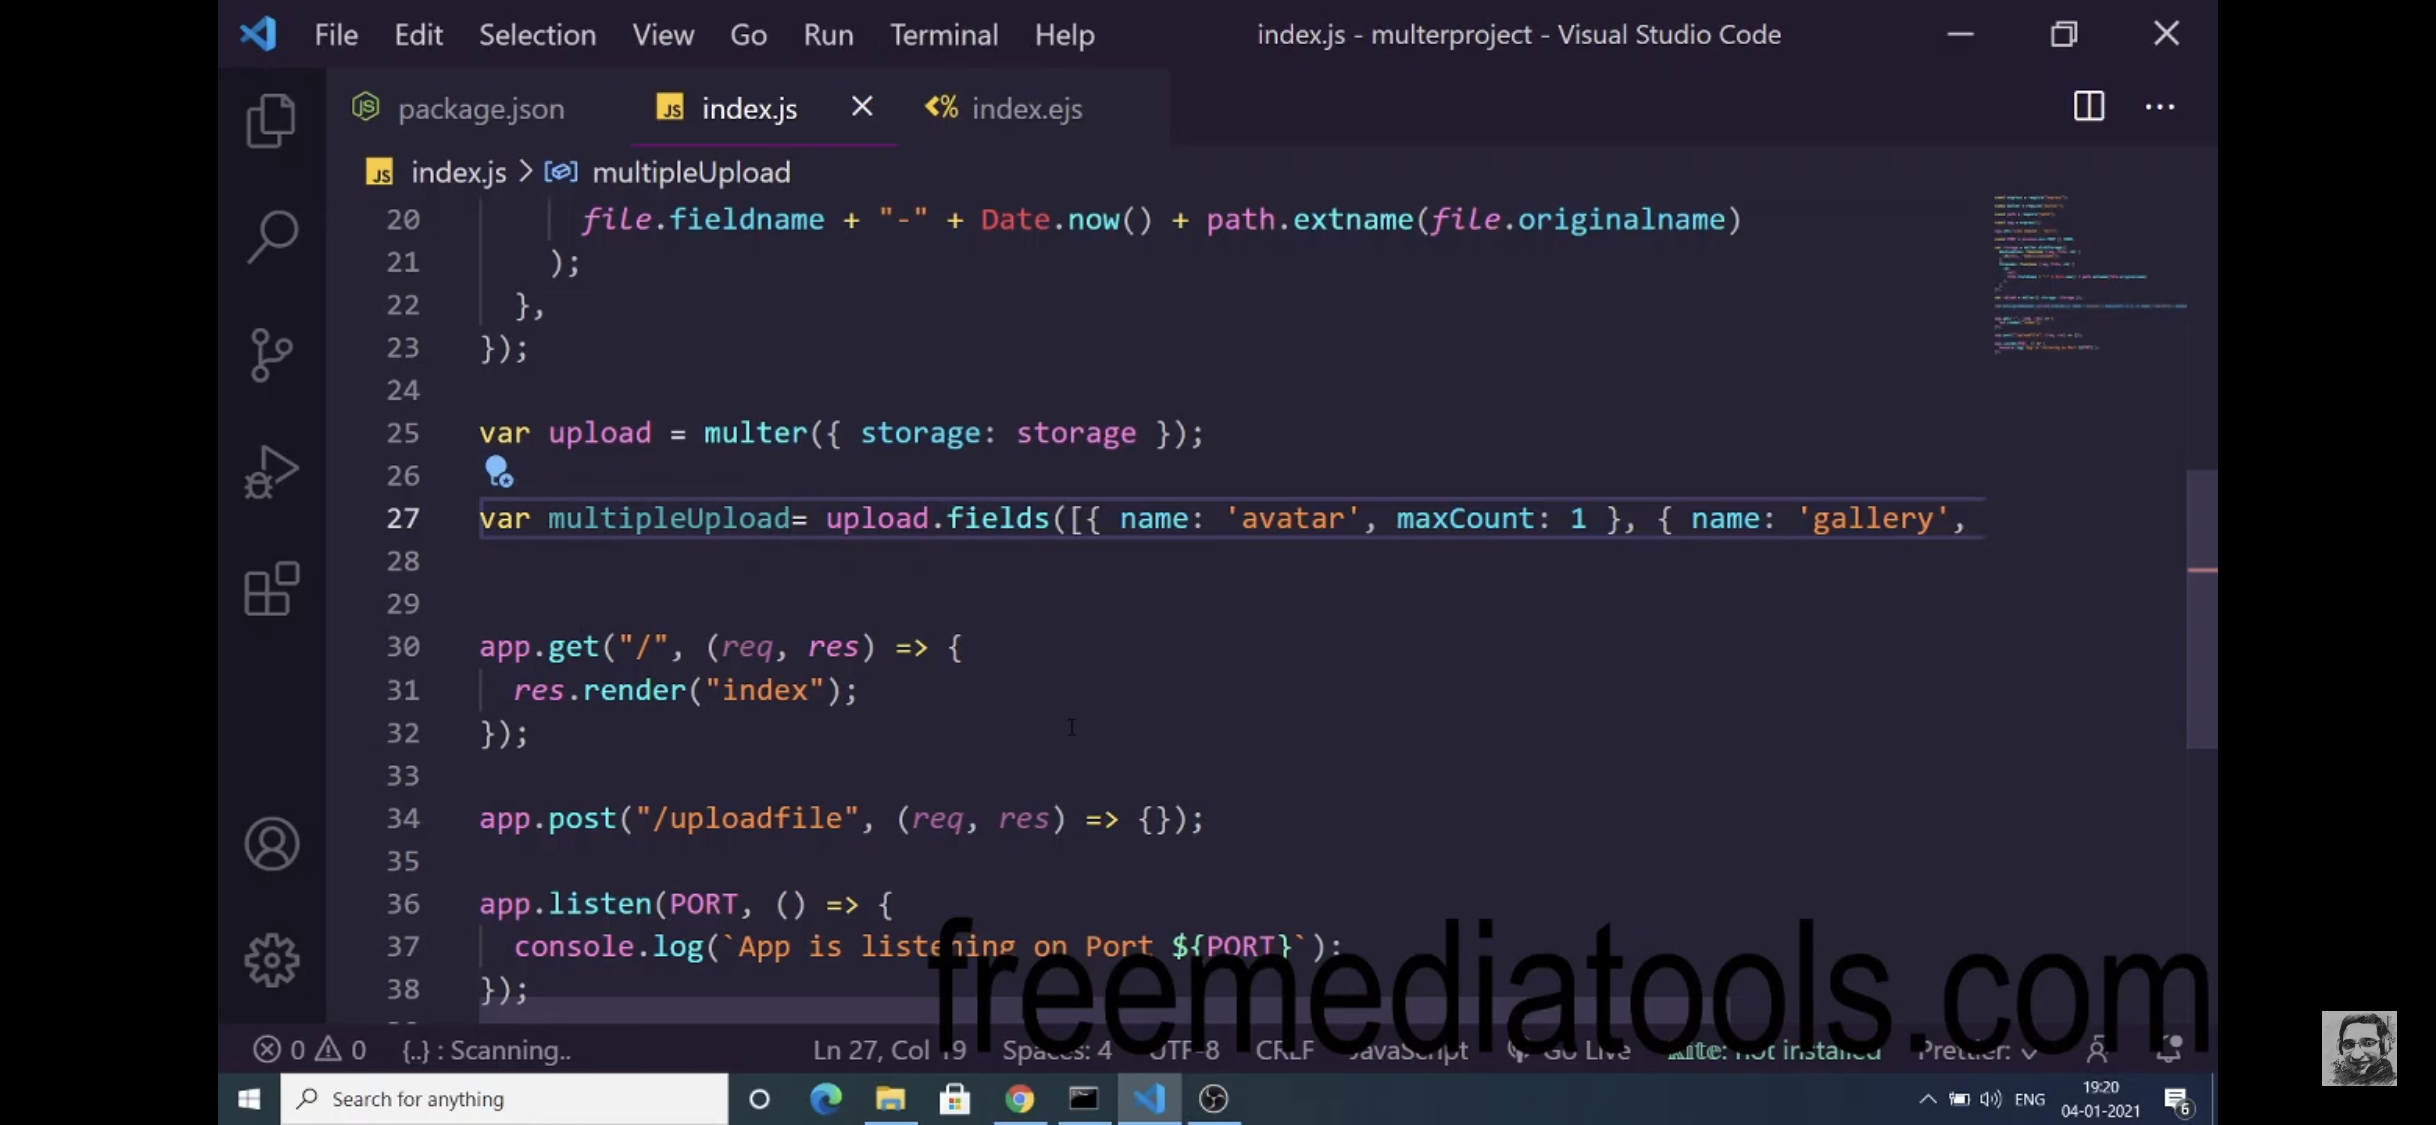 File Edit Selection View Go Run Terminal Help index.js - multerproject - Visual Studio Code
package.json JS index.js index.ejs
JS index.js > multipleUpload
20 file.fieldname + "-" + Date.now() + path.extname(file.originalname)
21 );
22 },
23 });
24
25 var upload = multer({ storage: storage });
26
27 var multipleUpload= upload.fields([{ name: 'avatar', maxCount: 1 }, { name: 'gallery',
28
29
30 app.get("/", (req, res) => {
31 res.render("index");
32 });
33
34 app.post("/uploadfile", (req, res) => {});
35
36 app.listen(PORT, () => {
37 console.log(`App is listening on Port ${PORT}`);
38 });
freemediatools.com
0 0 {..} : Scanning.. Ln 27, Col 19 Spaces: 4 UTF-8 CRLF JavaScript Go Live kite: not installed Prettier:
Search for anything ENG 19:20
04-01-2021 6